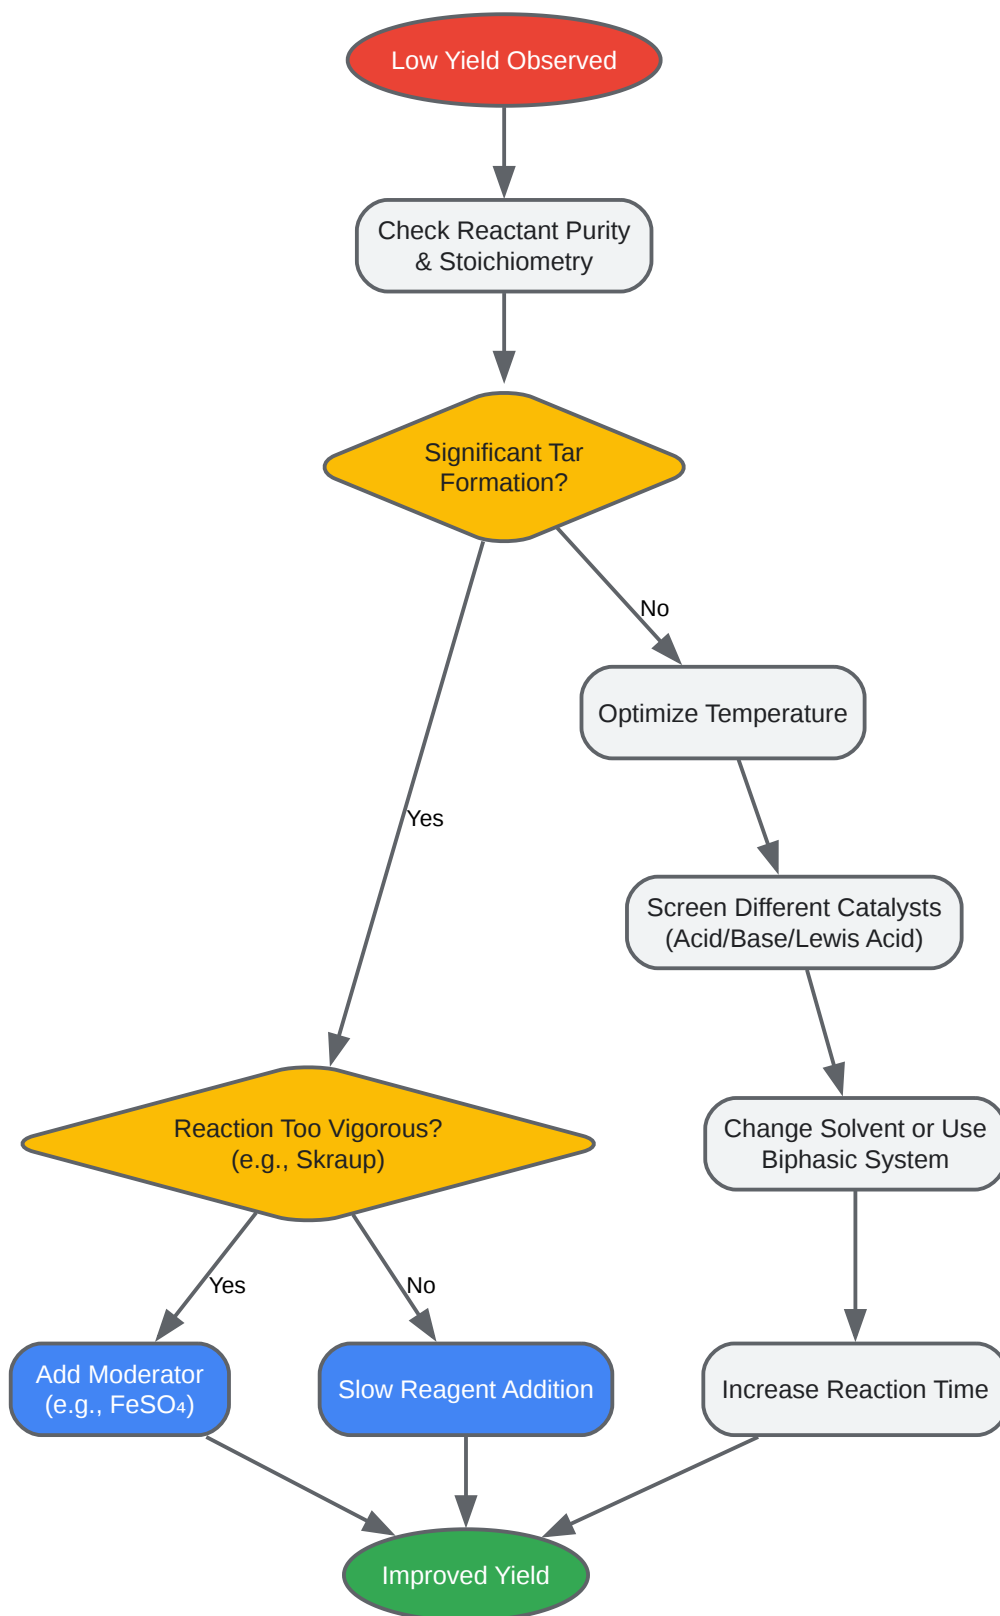 Low Yield Observed
Check Reactant Purity
& Stoichiometry
Significant Tar
Formation?
No
Optimize Temperature
Yes
Screen Different Catalysts
(Acid/Base/Lewis Acid)
Reaction Too Vigorous?
(e.g., Skraup)
Change Solvent or Use
Biphasic System
Yes
No
Add Moderator
(e.g., FeSO₄)
Slow Reagent Addition
Increase Reaction Time
Improved Yield